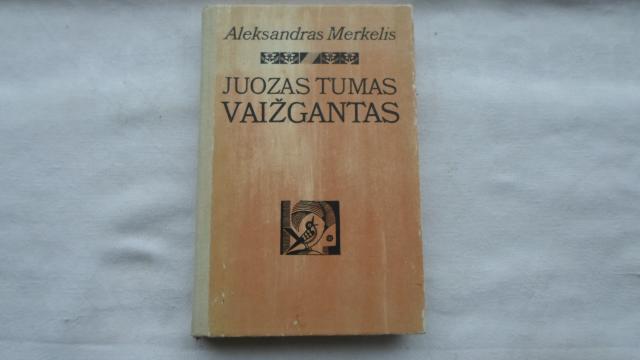 Aleksandras Merkelis
JUOZAS TUMAS
VAIŽGANTAS